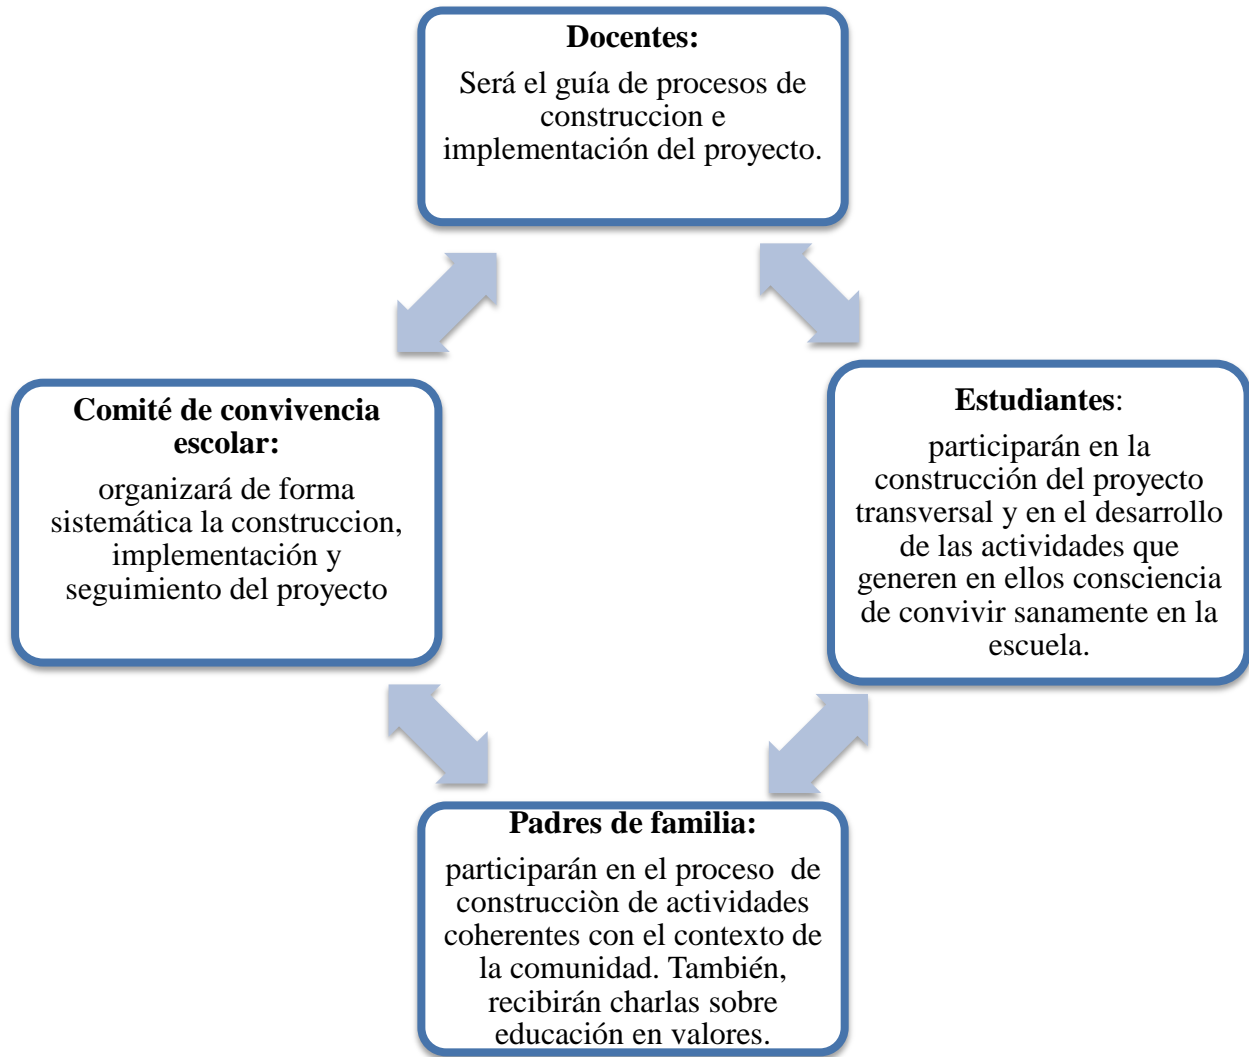 Docentes:
Será el guía de procesos de
construccion e
implementación del proyecto.
Comité de convivencia
escolar:
organizará de forma
sistemática la construccion,
implementación y
seguimiento del proyecto
Estudiantes:
participarán en la
construcción del proyecto
transversal y en el desarrollo
de las actividades que
generen en ellos consciencia
de convivir sanamente en la
escuela.
Padres de familia:
participarán en el proceso  de
construcciòn de actividades
coherentes con el contexto de
la comunidad. También,
recibirán charlas sobre
educación en valores.